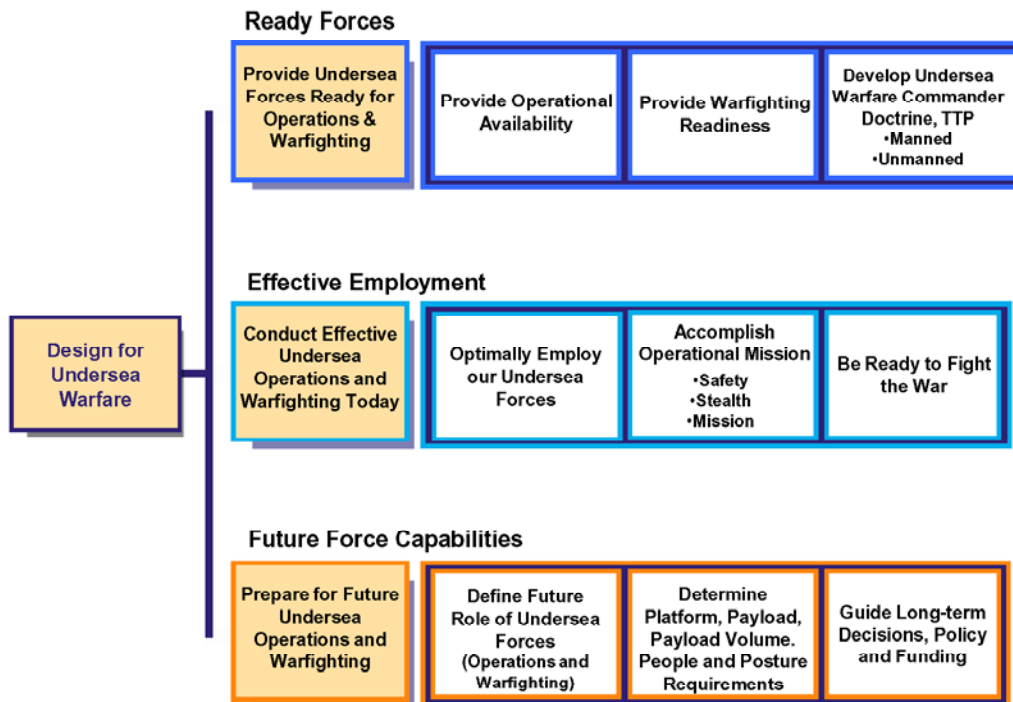 Ready Forces
Provide Undersea
Forces Ready for
Operations &
Warfighting
Provide Operational
Availability
Provide Warfighting
Readiness
Develop Undersea
Warfare Commander
Doctrine, TTP
•Manned
•Unmanned
Design for
Undersea
Warfare
Effective Employment
Conduct Effective
Undersea
Operations and
Warfighting Today
Optimally Employ
our Undersea
Forces
Accomplish
Operational Mission
•Safety
•Stealth
•Mission
Be Ready to Fight
the War
Future Force Capabilities
Prepare for Future
Undersea
Operations and
Warfighting
Define Future
Role of Undersea
Forces
(Operations and
Warfighting)
Determine
Platform, Payload,
Payload Volume.
People and Posture
Requirements
Guide Long-term
Decisions, Policy
and Funding